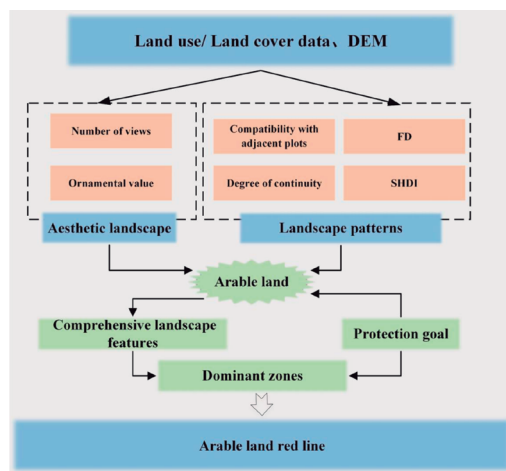 Land use/ Land cover data、DEM
Number of views
Ornamental value
Compatibility with
adjacent plots
FD
Degree of continuity
SHDI
Aesthetic landscape
Landscape patterns
Arable land
Comprehensive landscape
features
Protection goal
Dominant zones
Arable land red line